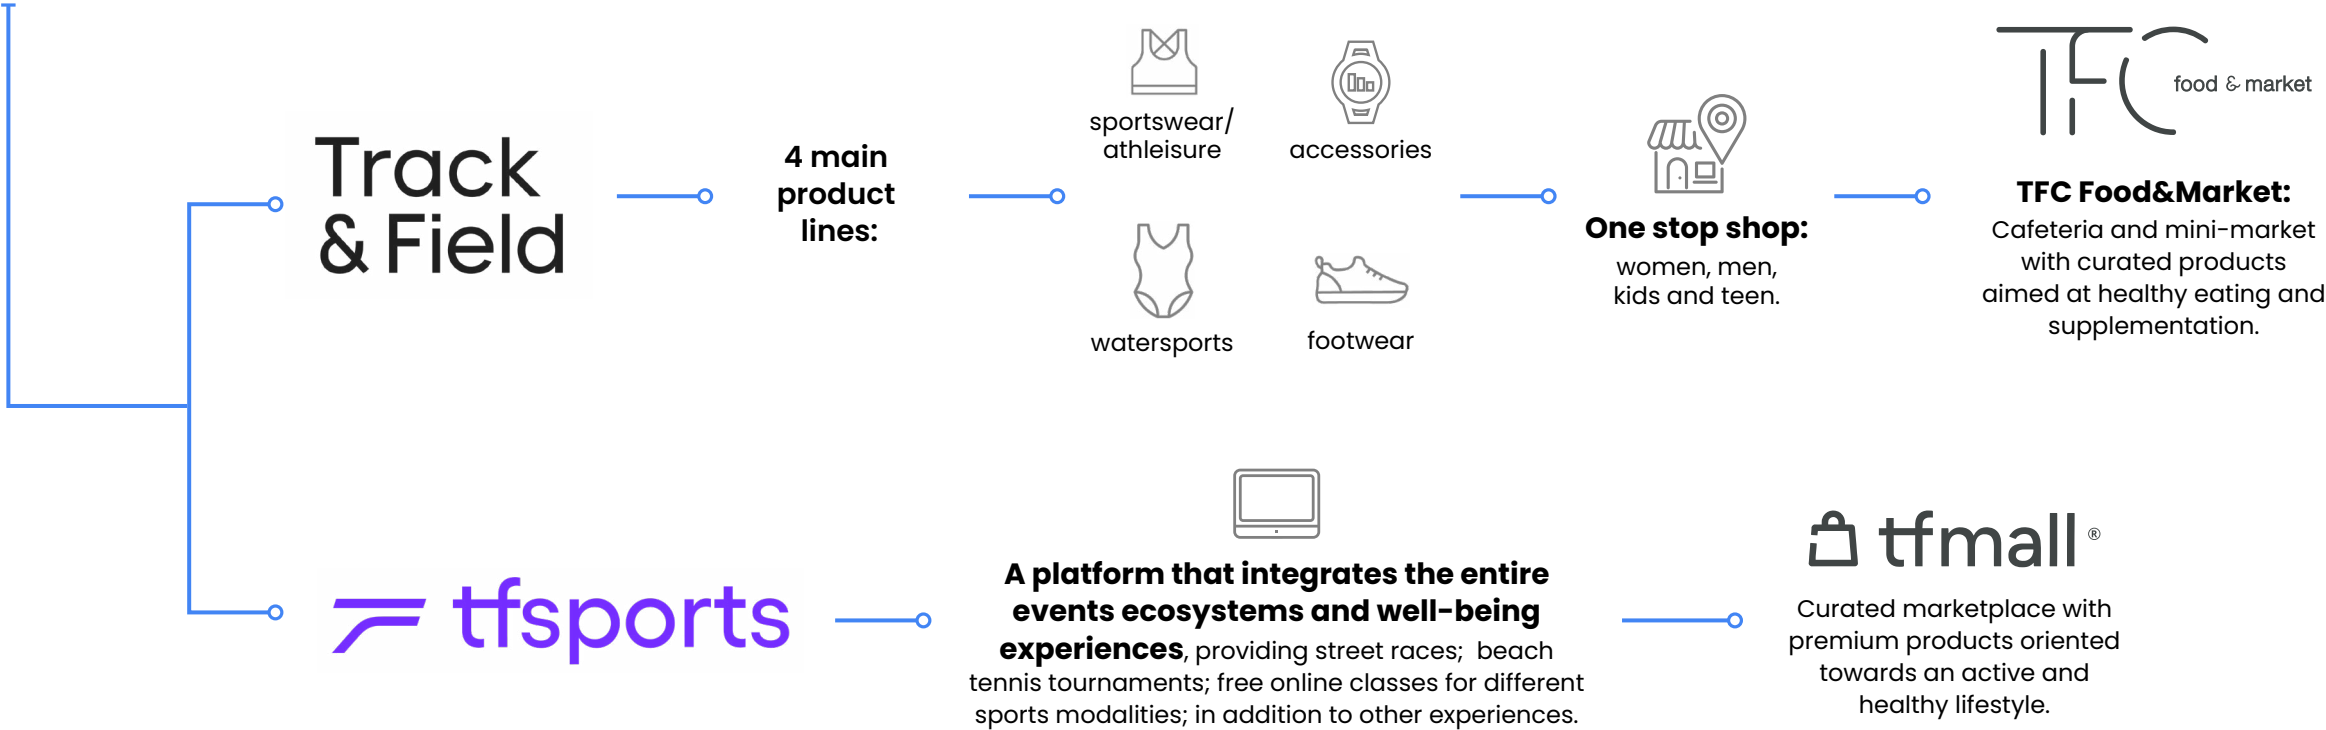 Track
& Field
4 main
product
lines:
sportswear/
athleisure
accessories
watersports
footwear
One stop shop:
women, men,
kids and teen.
TFC food & market
TFC Food&Market:
Cafeteria and mini-market
with curated products
aimed at healthy eating and
supplementation.
tfsports
A platform that integrates the entire
events ecosystems and well-being
experiences, providing street races;  beach
tennis tournaments; free online classes for different
sports modalities; in addition to other experiences.
tfmall ®
Curated marketplace with
premium products oriented
towards an active and
healthy lifestyle.